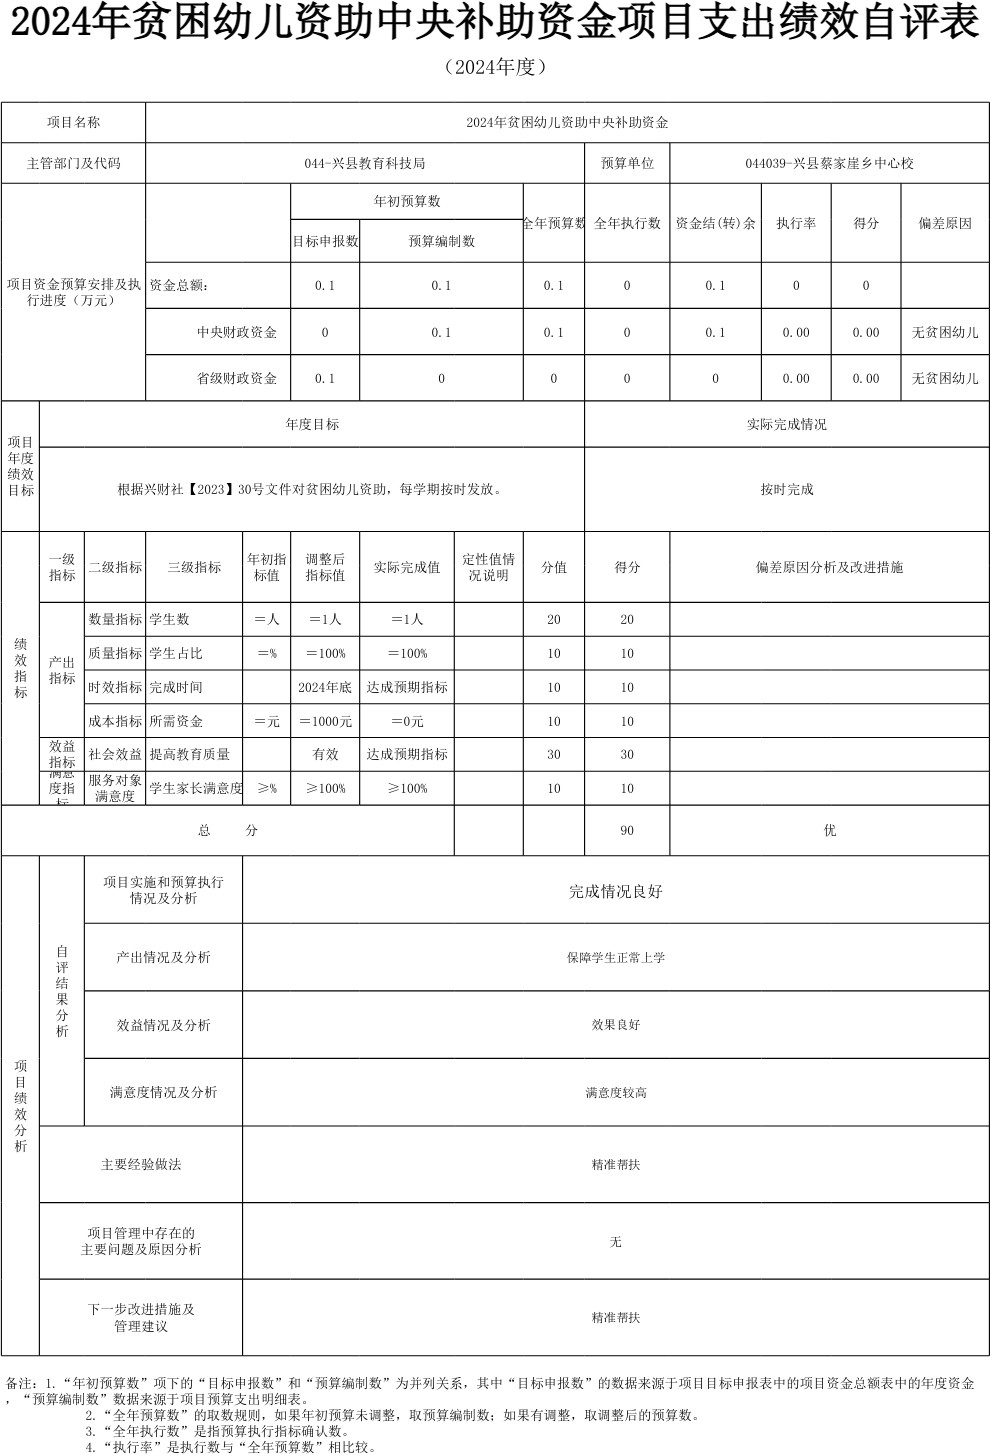 2024年贫困幼儿资助中央补助资金项目支出绩效自评表
（2024年度）
项目名称 2024年贫困幼儿资助中央补助资金
主管部门及代码 044-兴县教育科技局 预算单位 044039-兴县蔡家崖乡中心校
项目资金预算安排及执
行进度（万元）
年初预算数 全年预算数 全年执行数 资金结(转)余 执行率 得分 偏差原因
目标申报数 预算编制数
资金总额： 0.1 0.1 0.1 0 0.1 0 0
中央财政资金 0 0.1 0.1 0 0.1 0.00 0.00 无贫困幼儿
省级财政资金 0.1 0 0 0 0 0.00 0.00 无贫困幼儿
项目
年度
绩效
目标
年度目标 实际完成情况
根据兴财社【2023】30号文件对贫困幼儿资助，每学期按时发放。 按时完成
绩
效
指
标
一级
指标
二级指标 三级指标
年初指
标值
调整后
指标值
实际完成值
定性值情
况说明
分值 得分 偏差原因分析及改进措施
产出
指标
数量指标 学生数 ＝人 ＝1人 ＝1人 20 20
质量指标 学生占比 ＝% ＝100% ＝100% 10 10
时效指标 完成时间 2024年底 达成预期指标 10 10
成本指标 所需资金 ＝元 ＝1000元 ＝0元 10 10
效益
指标
社会效益 提高教育质量 有效 达成预期指标 30 30
满意
度指
标
服务对象
满意度
学生家长满意度 ≥% ≥100% ≥100% 10 10
总 分 90 优
项
目
绩
效
分
析
自
评
结
果
分
析
项目实施和预算执行
情况及分析
完成情况良好
产出情况及分析 保障学生正常上学
效益情况及分析 效果良好
满意度情况及分析 满意度较高
主要经验做法 精准帮扶
项目管理中存在的
主要问题及原因分析
无
下一步改进措施及
管理建议
精准帮扶
备注：1.“年初预算数”项下的“目标申报数”和“预算编制数”为并列关系，其中“目标申报数”的数据来源于项目目标申报表中的项目资金总额表中的年度资金
，“预算编制数”数据来源于项目预算支出明细表。
2.“全年预算数”的取数规则，如果年初预算未调整，取预算编制数；如果有调整，取调整后的预算数。
3.“全年执行数”是指预算执行指标确认数。
4.“执行率”是执行数与“全年预算数”相比较。